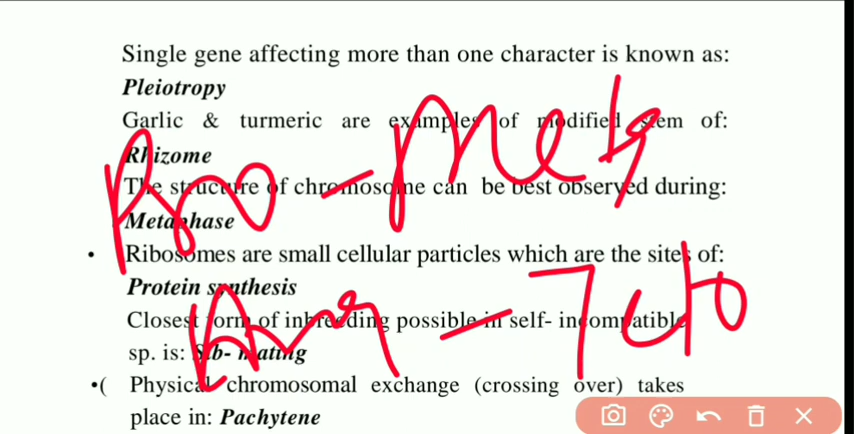 Single gene affecting more than one character is known as:
Pleiotropy
Garlic & turmeric are examples of modified stem of:
Rhizome
The structure of chromosome can be best observed during:
Metaphase
• Ribosomes are small cellular particles which are the sites of:
Protein synthesis
Closest form of inbreeding possible in self- incompatible
sp. is: Sib- mating
•( Physical chromosomal exchange (crossing over) takes
place in: Pachytene